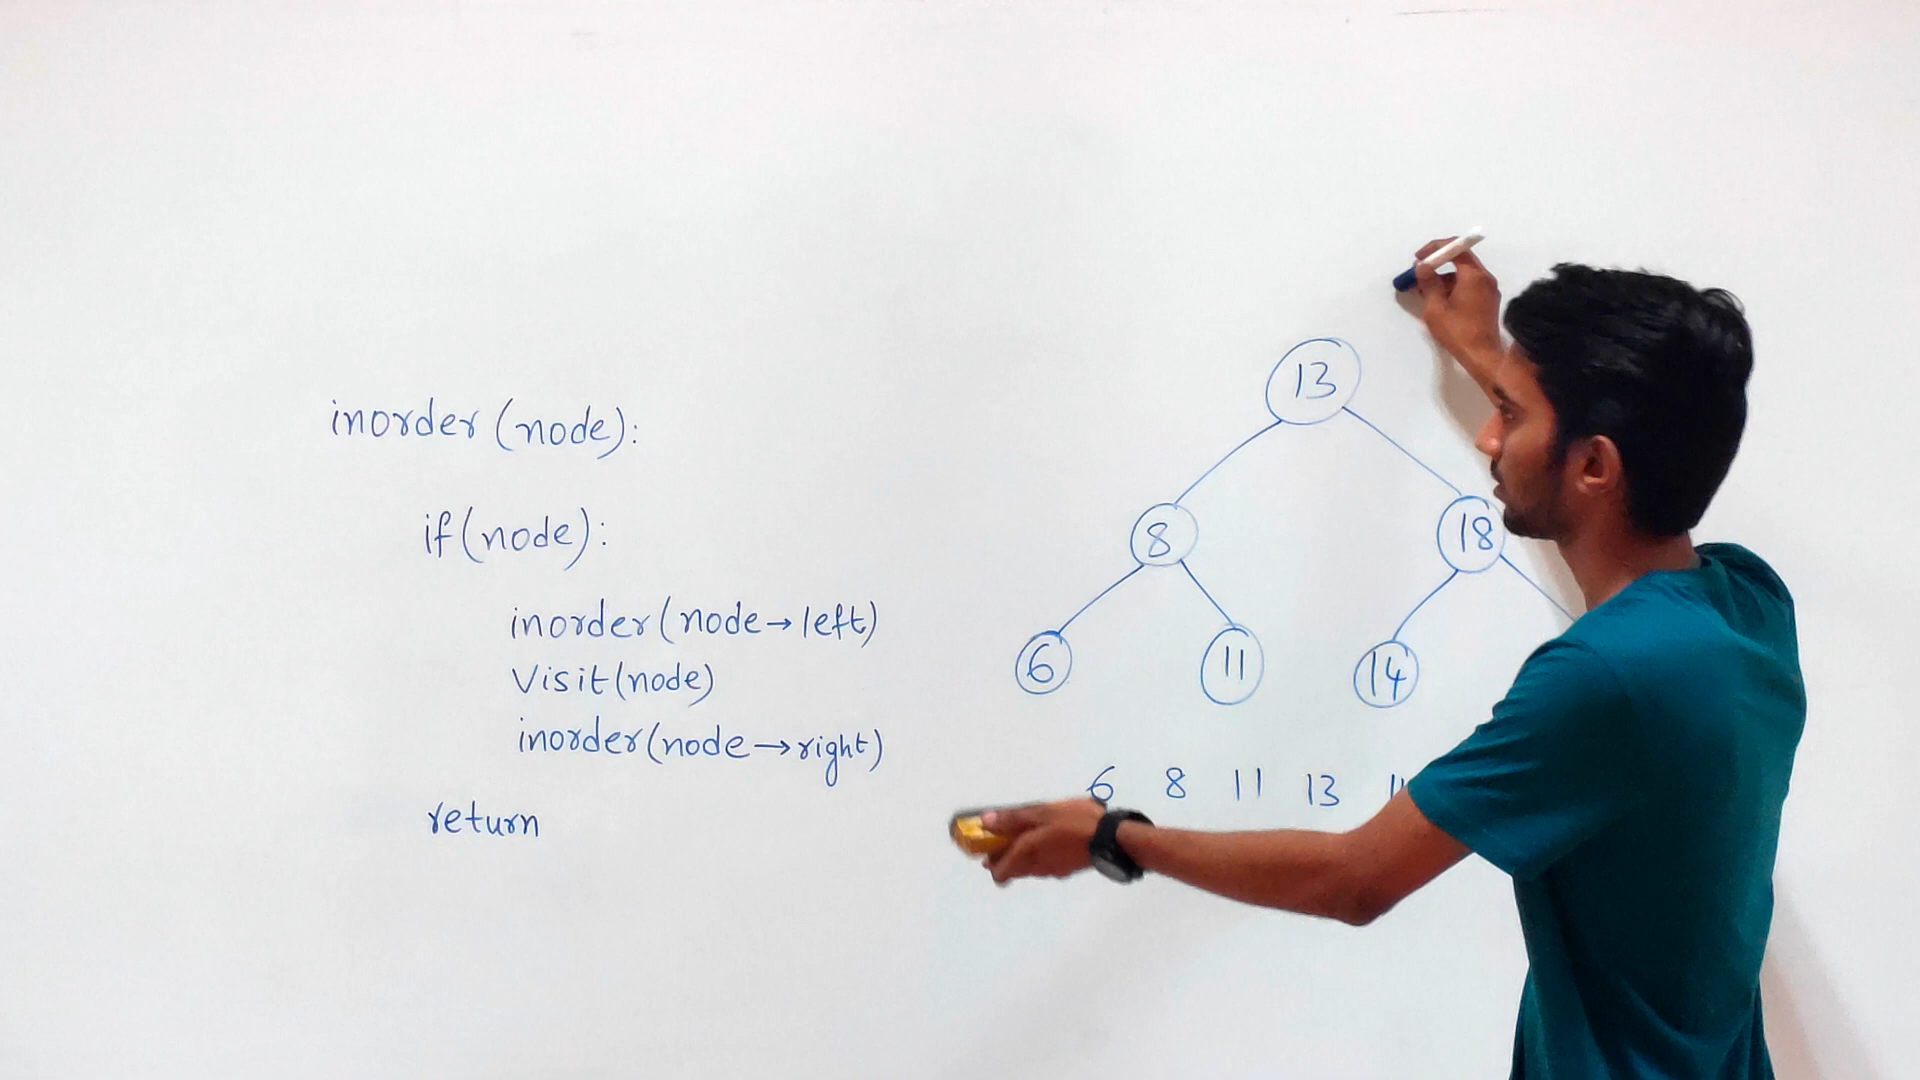 inorder (node):
if (node):
inorder (node→left)
Visit (node)
inorder (node→right)
return
13
8 18
6 11 14
6 8 11 13